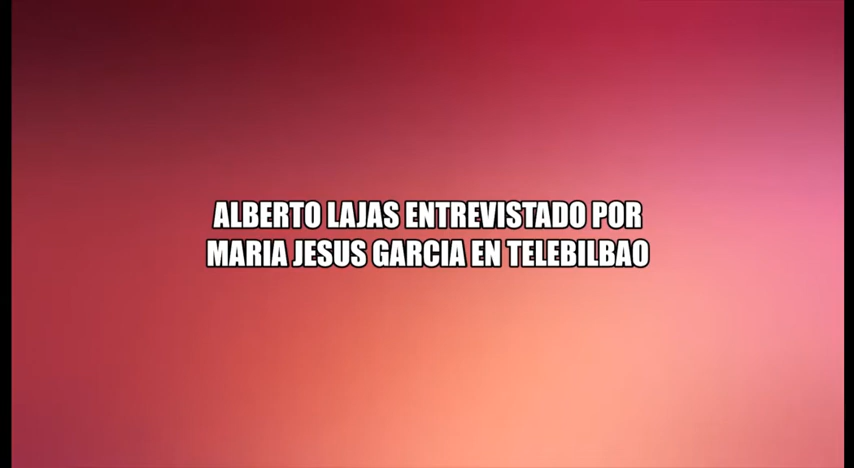 ALBERTO LAJAS ENTREVISTADO POR
MARIA JESUS GARCIA EN TELEBILBAO